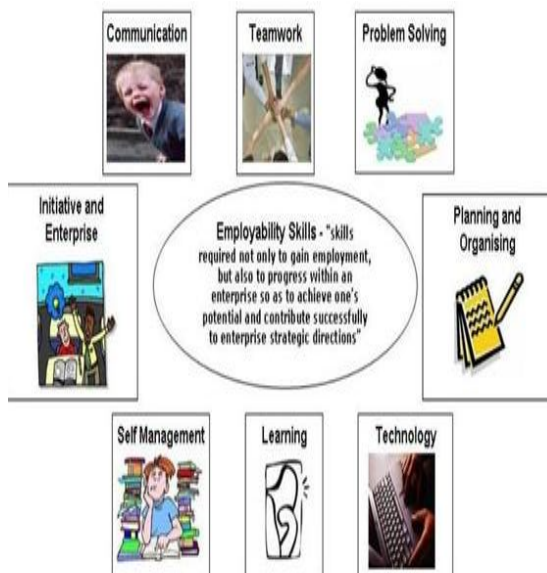 Communication
Teamwork
Problem Solving
Initiative and
Enterprise
Employability Skills - "skills
required not only to gain employment,
but also to progress within an
enterprise so as to achieve one's
potential and contribute successfully
to enterprise strategic directions"
Planning and
Organising
Self Management
Learning
Technology